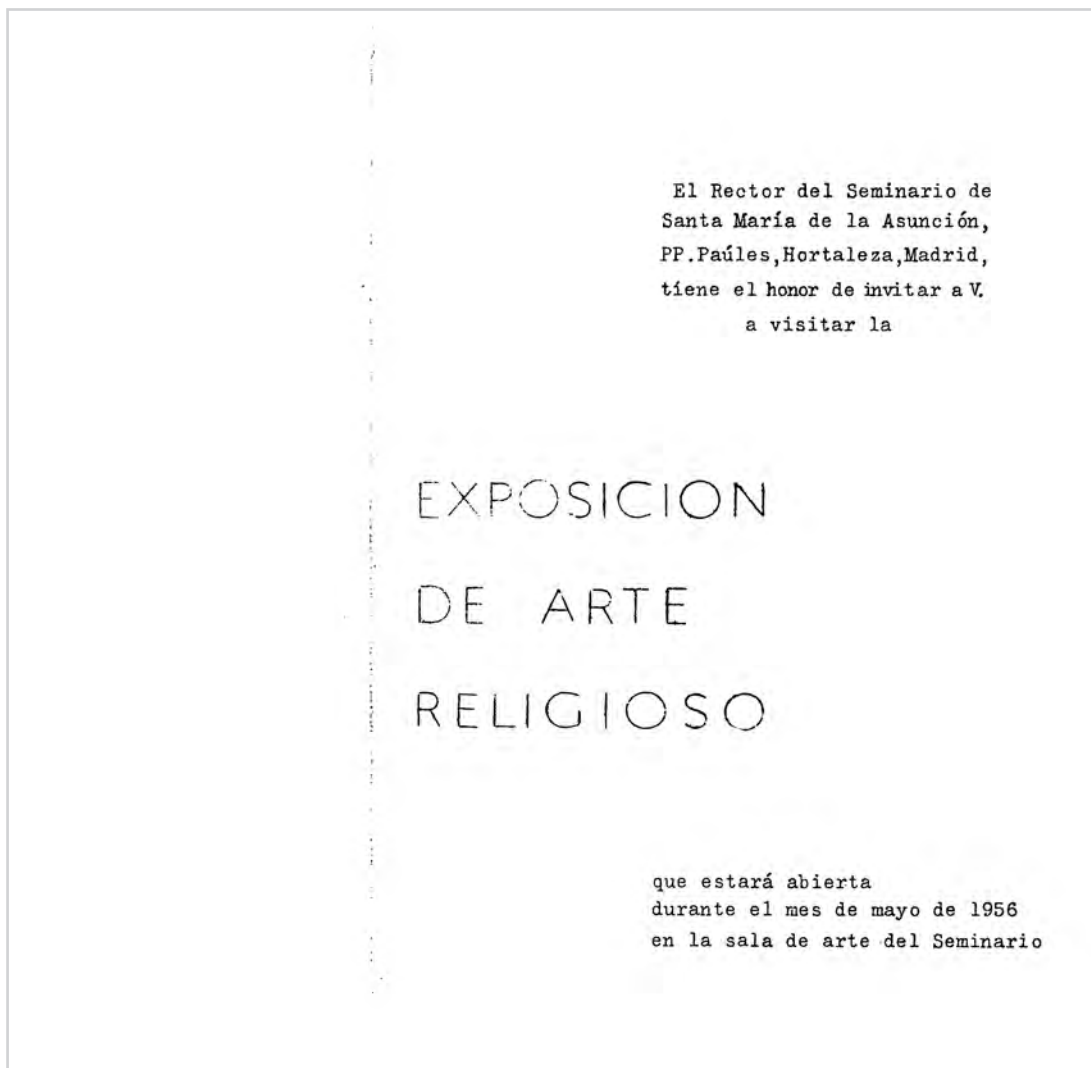 El Rector del Seminario de
Santa María de la Asunción,
PP.Paúles,Hortaleza,Madrid,
tiene el honor de invitar a V.
a visitar la
EXPOSICION
DE ARTE
RELIGIOSO
que estará abierta
durante el mes de mayo de 1956
en la sala de arte del Seminario